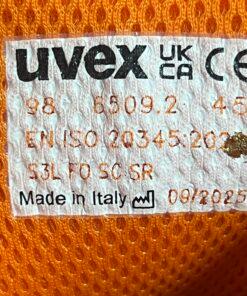 uvex UK CA CE
98 6509.2 4
EN ISO 20345:202
S3L FO SC SR
Made in Italy 09/2025